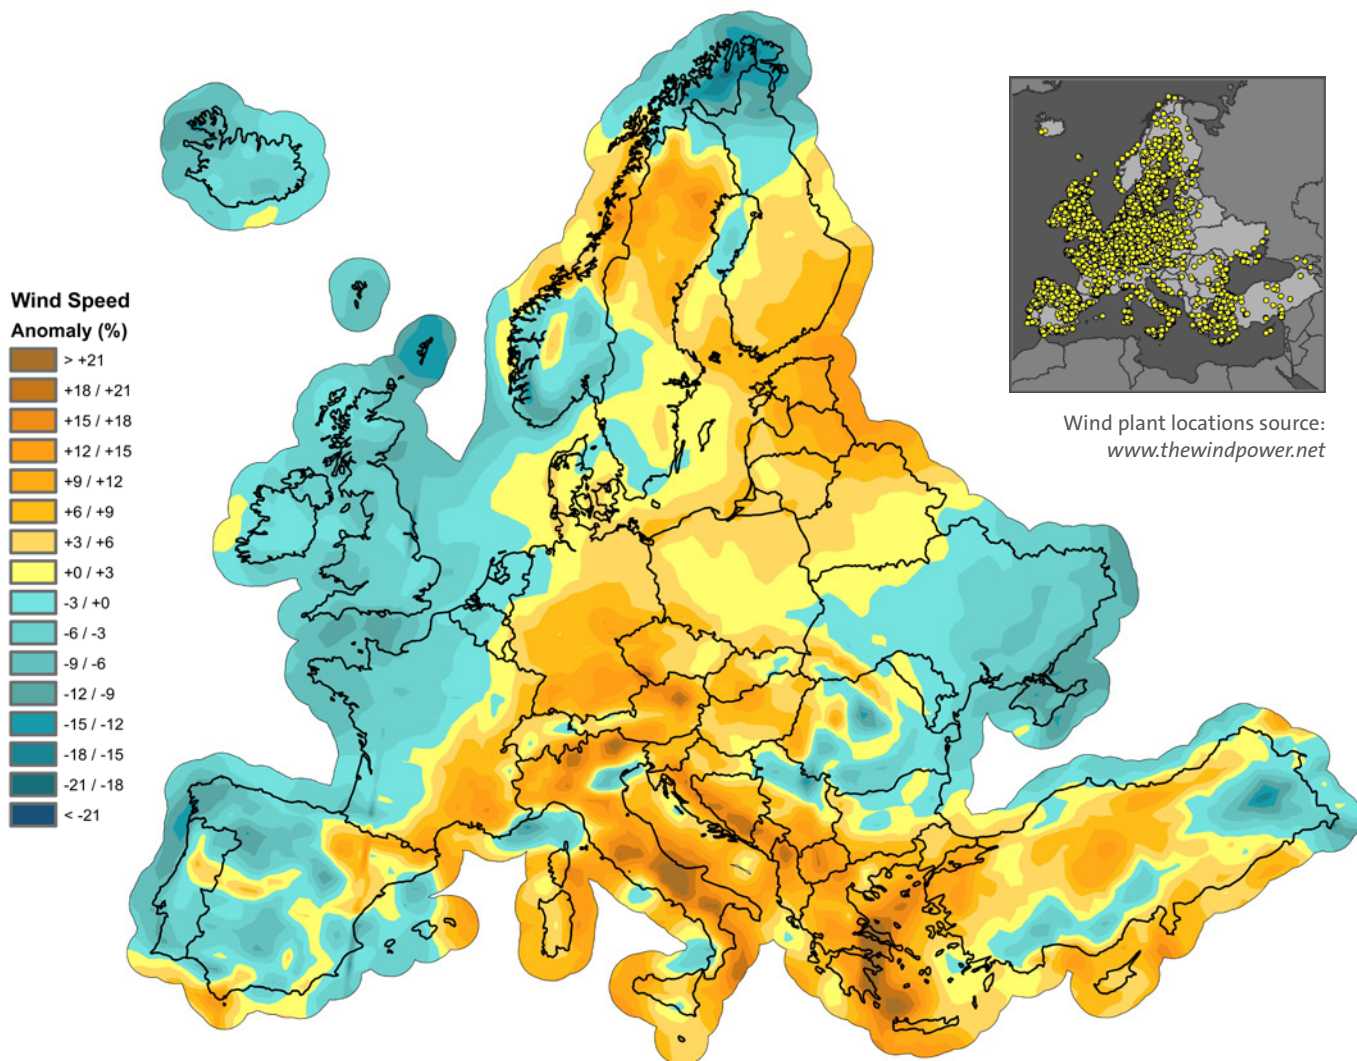 Wind Speed
Anomaly (%)
> +21
+18 / +21
+15 / +18
+12 / +15
+9 / +12
+6 / +9
+3 / +6
+0 / +3
-3 / +0
-6 / -3
-9 / -6
-12 / -9
-15 / -12
-18 / -15
-21 / -18
< -21
Wind plant locations source:
www.thewindpower.net